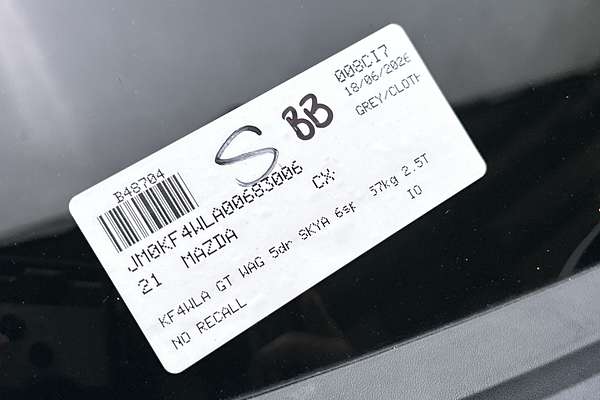 B48704
S BB
008CI7
18/06/2026
GREY/CLOTH
JM0KF4WLA00683006
21 MAZDA CX-
KF4WLA GT WAG 5dr SKYA 6sp 57kg 2.5T
NO RECALL IO